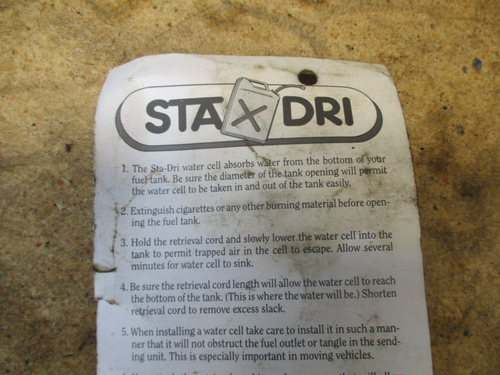 STA DRI
1. The Sta-Dri water cell absorbs water from the bottom of your
fuel tank. Be sure the diameter of the tank opening will permit
the water cell to be taken in and out of the tank easily.
2. Extinguish cigarettes or any other burning material before open-
ing the fuel tank.
3. Hold the retrieval cord and slowly lower the water cell into the
tank to permit trapped air in the cell to escape. Allow several
minutes for water cell to sink.
4. Be sure the retrieval cord length will allow the water cell to reach
the bottom of the tank. (This is where the water will be.) Shorten
retrieval cord to remove excess slack.
5. When installing a water cell take care to install it in such a man-
ner that it will not obstruct the fuel outlet or tangle in the send-
ing unit. This is especially important in moving vehicles.